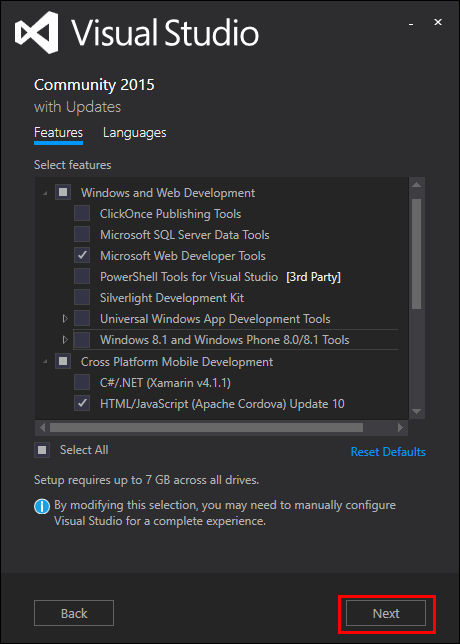 Visual Studio
Community 2015
with Updates
Features Languages
Select features
Windows and Web Development
ClickOnce Publishing Tools
Microsoft SQL Server Data Tools
Microsoft Web Developer Tools
PowerShell Tools for Visual Studio [3rd Party]
Silverlight Development Kit
Universal Windows App Development Tools
Windows 8.1 and Windows Phone 8.0/8.1 Tools
Cross Platform Mobile Development
C#/.NET (Xamarin v4.1.1)
HTML/JavaScript (Apache Cordova) Update 10
Select All Reset Defaults
Setup requires up to 7 GB across all drives.
By modifying this selection, you may need to manually configure
Visual Studio for a complete experience.
Back Next